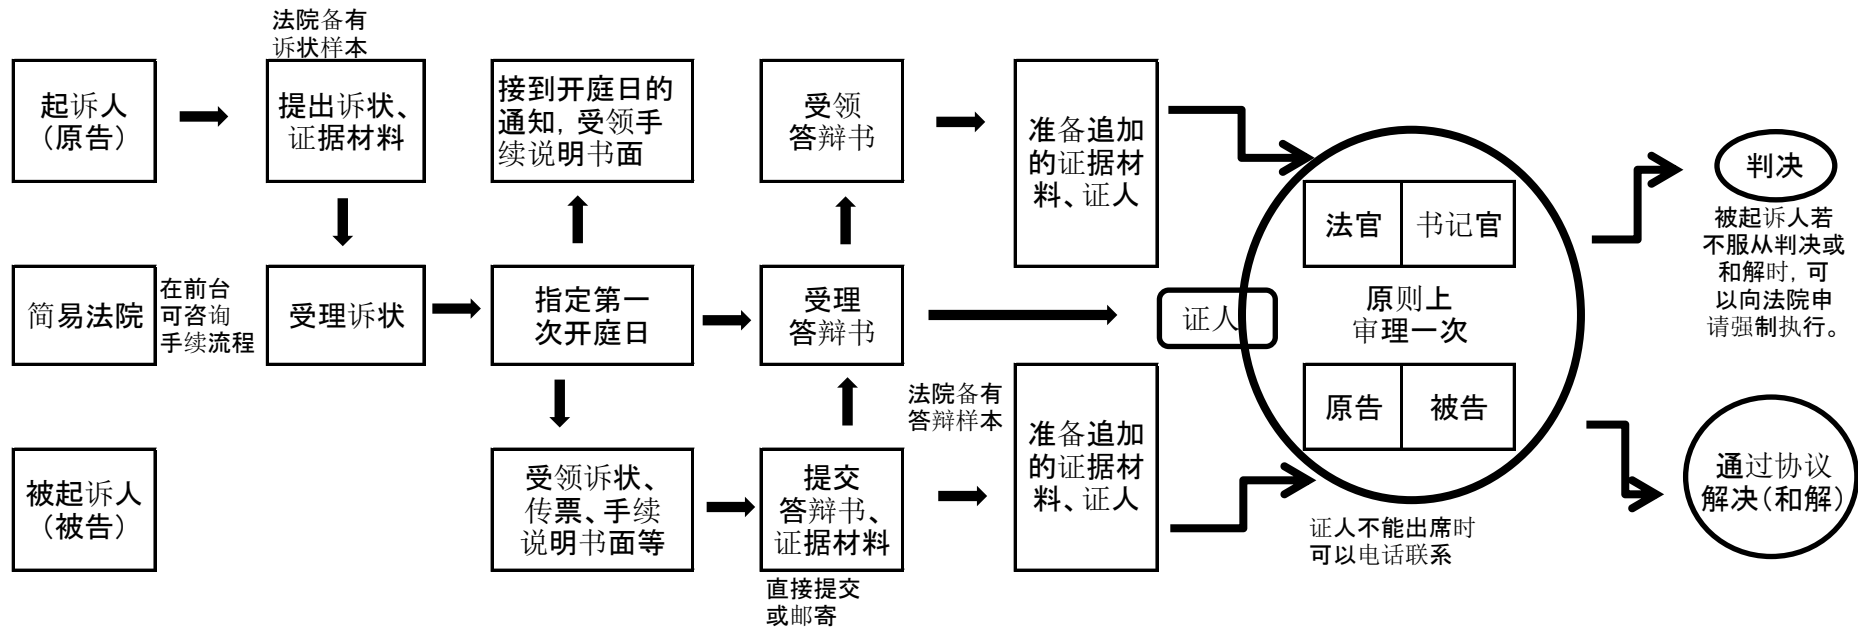 法院备有
诉状样本
起诉人
（原告）
提出诉状、
证据材料
接到开庭日的
通知，受领手
续说明书面
受领
答辩书
准备追加
的证据材
料、证人
简易法院
在前台
可咨询
手续流程
受理诉状
指定第一
次开庭日
受理
答辩书
证人
法官
书记官
原则上
审理一次
原告
被告
判决
被起诉人若
不服从判决或
和解时，可
以向法院申
请强制执行。
被起诉人
（被告）
受领诉状、
传票、手续
说明书面等
提交
答辩书、
证据材料
直接提交
或邮寄
法院备有
答辩样本
准备追加
的证据材
料、证人
证人不能出席时
可以电话联系
通过协议
解决（和解）